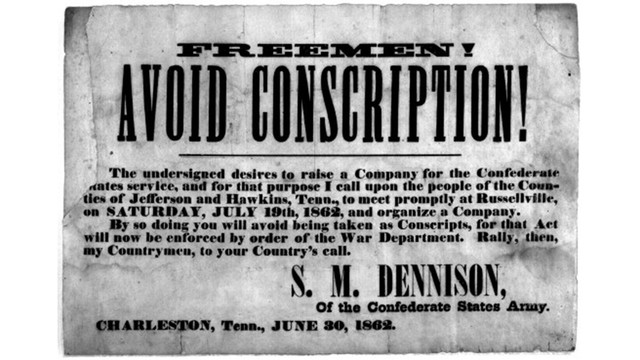 FREEMEN!
AVOID CONSCRIPTION!
The undersigned desires to raise a Company for the Confederate
States service, and for that purpose I call upon the people of the Coun-
ties of Jefferson and Hawkins, Tenn., to meet promptly at Russellville,
on SATURDAY, JULY 19th, 1862, and organize a Company.
By so doing you will avoid being taken as Conscripts, for that Act
will now be enforced by order of the War Department. Rally, then,
my Countrymen, to your Country's call.
S. M. DENNISON,
Of the Confederate States Army.
CHARLESTON, Tenn., JUNE 30, 1862.